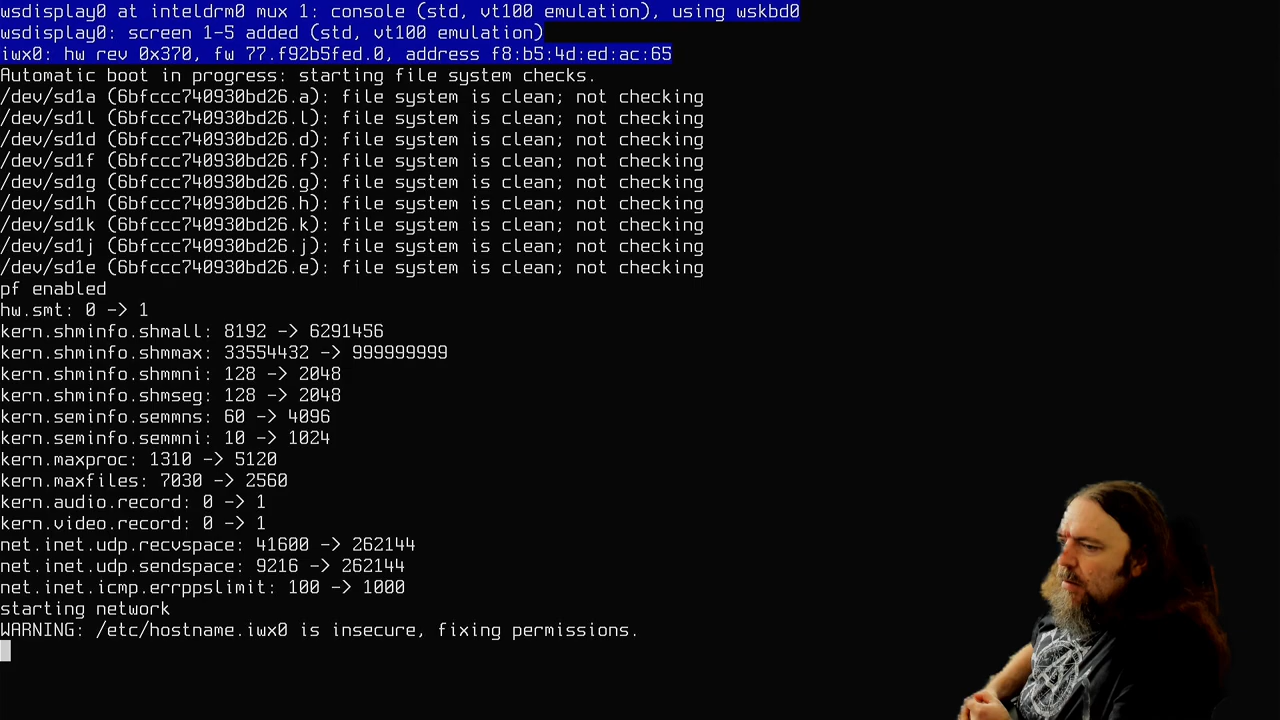 wsdisplay0 at inteldrm0 mux 1: console (std, vt100 emulation), using wskbd0
wsdisplay0: screen 1-5 added (std, vt100 emulation)
iwx0: hw rev 0x370, fw 77.f92b5fed.0, address f8:b5:4d:ed:ac:65
Automatic boot in progress: starting file system checks.
/dev/sd1a (6bfccc740930bd26.a): file system is clean; not checking
/dev/sd1l (6bfccc740930bd26.l): file system is clean; not checking
/dev/sd1d (6bfccc740930bd26.d): file system is clean; not checking
/dev/sd1f (6bfccc740930bd26.f): file system is clean; not checking
/dev/sd1g (6bfccc740930bd26.g): file system is clean; not checking
/dev/sd1h (6bfccc740930bd26.h): file system is clean; not checking
/dev/sd1k (6bfccc740930bd26.k): file system is clean; not checking
/dev/sd1j (6bfccc740930bd26.j): file system is clean; not checking
/dev/sd1e (6bfccc740930bd26.e): file system is clean; not checking
pf enabled
hw.smt: 0 -> 1
kern.shminfo.shmall: 8192 -> 6291456
kern.shminfo.shmmax: 33554432 -> 999999999
kern.shminfo.shmmni: 128 -> 2048
kern.shminfo.shmseg: 128 -> 2048
kern.seminfo.semmns: 60 -> 4096
kern.seminfo.semmni: 10 -> 1024
kern.maxproc: 1310 -> 5120
kern.maxfiles: 7030 -> 2560
kern.audio.record: 0 -> 1
kern.video.record: 0 -> 1
net.inet.udp.recvspace: 41600 -> 262144
net.inet.udp.sendspace: 9216 -> 262144
net.inet.icmp.errppslimit: 100 -> 1000
starting network
WARNING: /etc/hostname.iwx0 is insecure, fixing permissions.